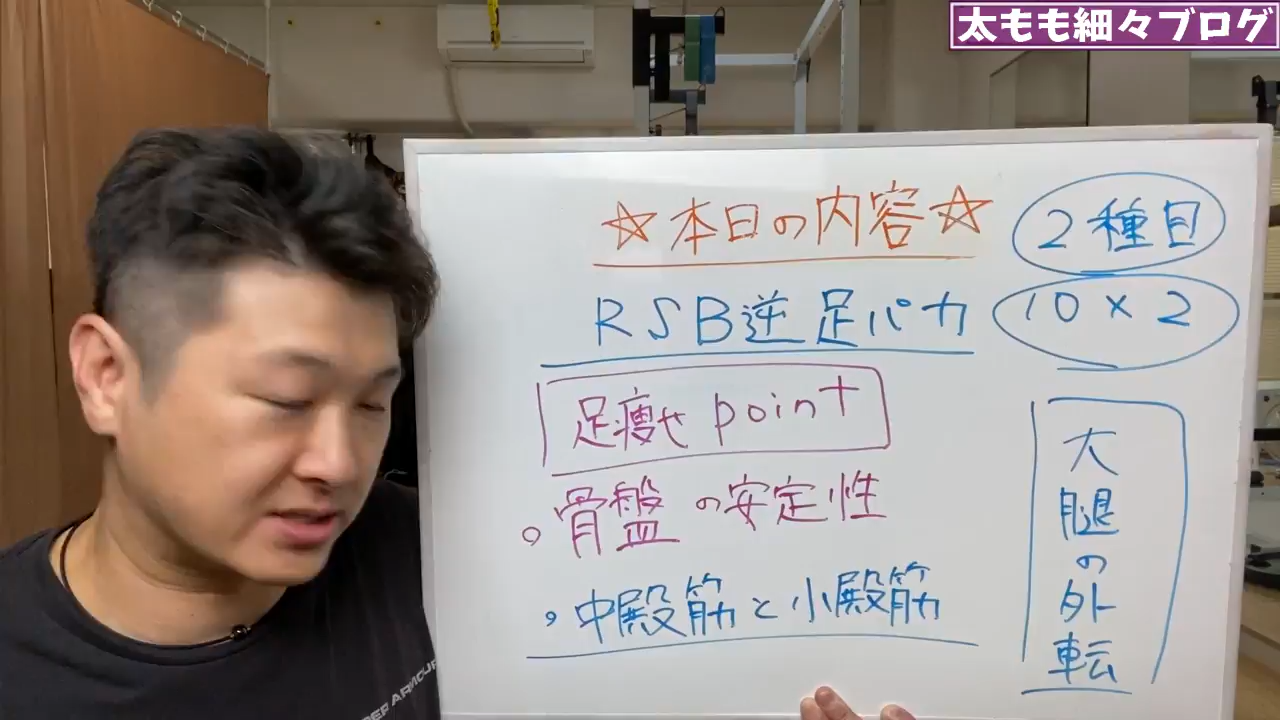 太もも細々ブログ
☆本日の内容☆
2種目
RSB逆足パカ
10×2
足痩せpoint
・骨盤の安定性
・中殿筋と小殿筋
大腿の外転
UNDER ARMOUR